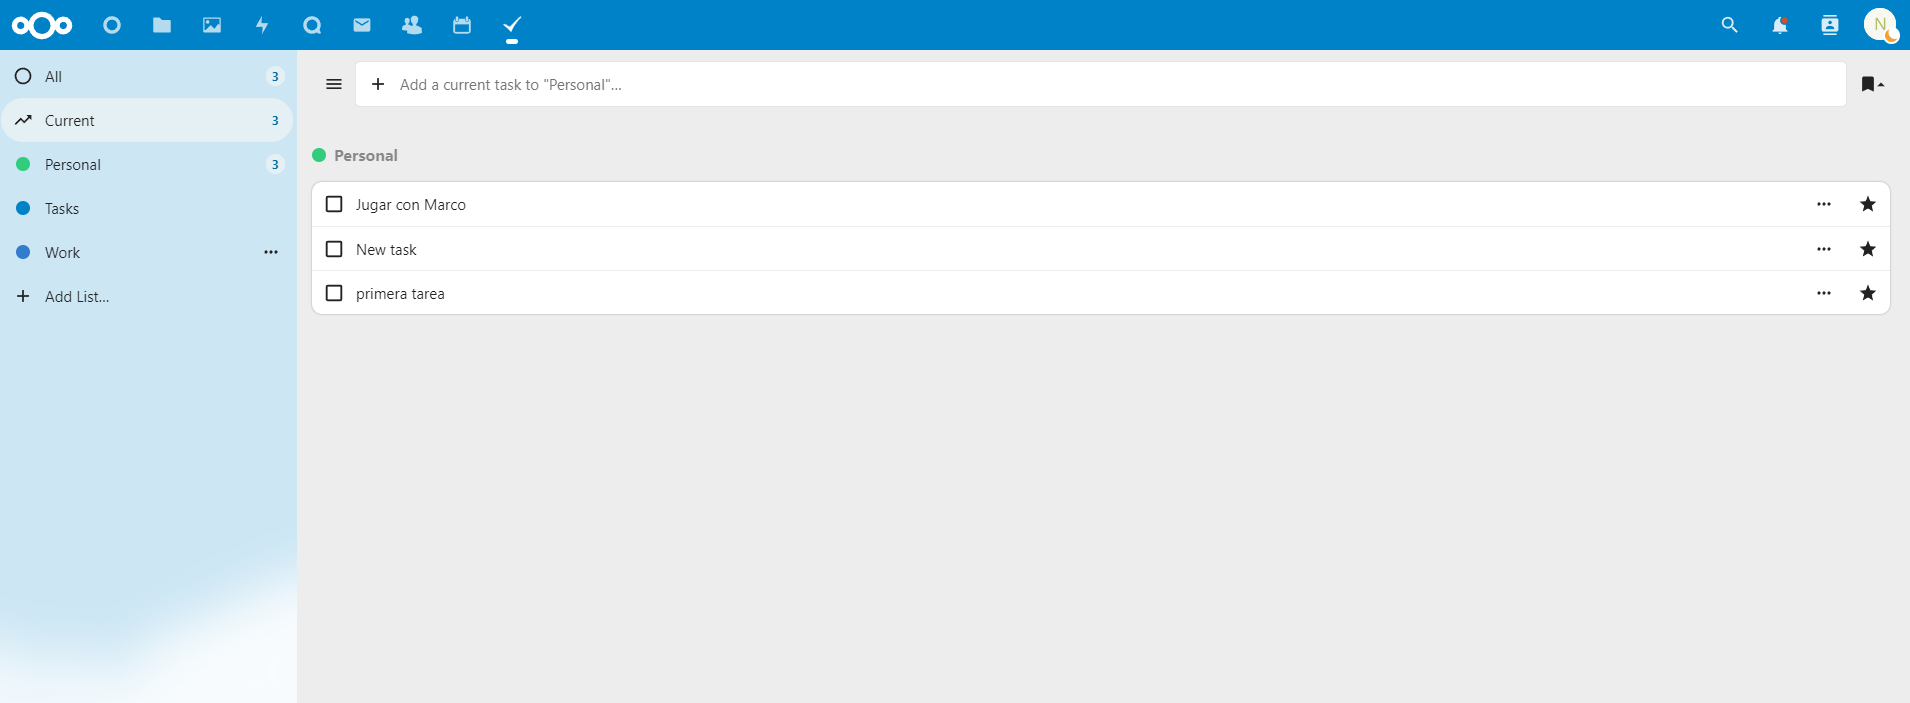 N
All 3
Current 3
Personal 3
Tasks
Work
Add List...
Add a current task to "Personal"...
Personal
Jugar con Marco
New task
primera tarea